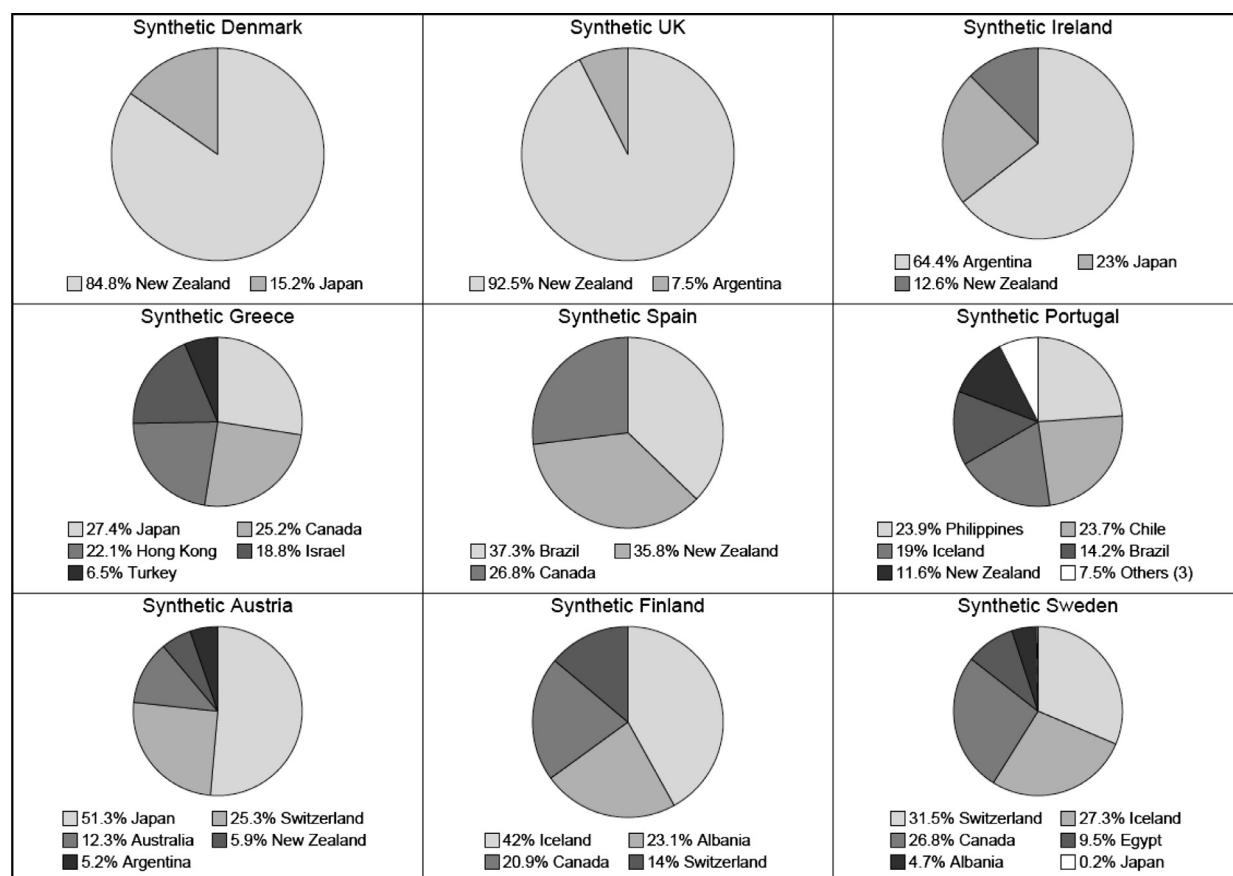 Synthetic Denmark
84.8% New Zealand 15.2% Japan
Synthetic UK
92.5% New Zealand 7.5% Argentina
Synthetic Ireland
64.4% Argentina 23% Japan
12.6% New Zealand
Synthetic Greece
27.4% Japan 25.2% Canada
22.1% Hong Kong 18.8% Israel
6.5% Turkey
Synthetic Spain
37.3% Brazil 35.8% New Zealand
26.8% Canada
Synthetic Portugal
23.9% Philippines 23.7% Chile
19% Iceland 14.2% Brazil
11.6% New Zealand 7.5% Others (3)
Synthetic Austria
51.3% Japan 25.3% Switzerland
12.3% Australia 5.9% New Zealand
5.2% Argentina
Synthetic Finland
42% Iceland 23.1% Albania
20.9% Canada 14% Switzerland
Synthetic Sweden
31.5% Switzerland 27.3% Iceland
26.8% Canada 9.5% Egypt
4.7% Albania 0.2% Japan